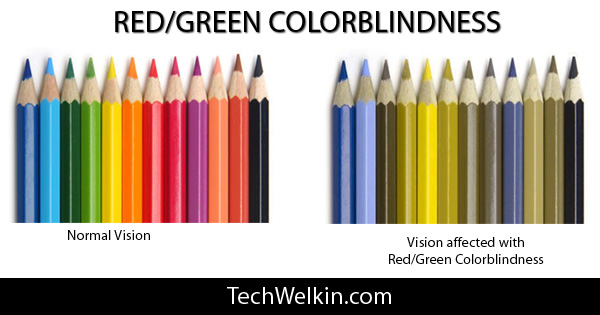 RED/GREEN COLORBLINDNESS
Normal Vision
Vision affected with
Red/Green Colorblindness
TechWelkin.com